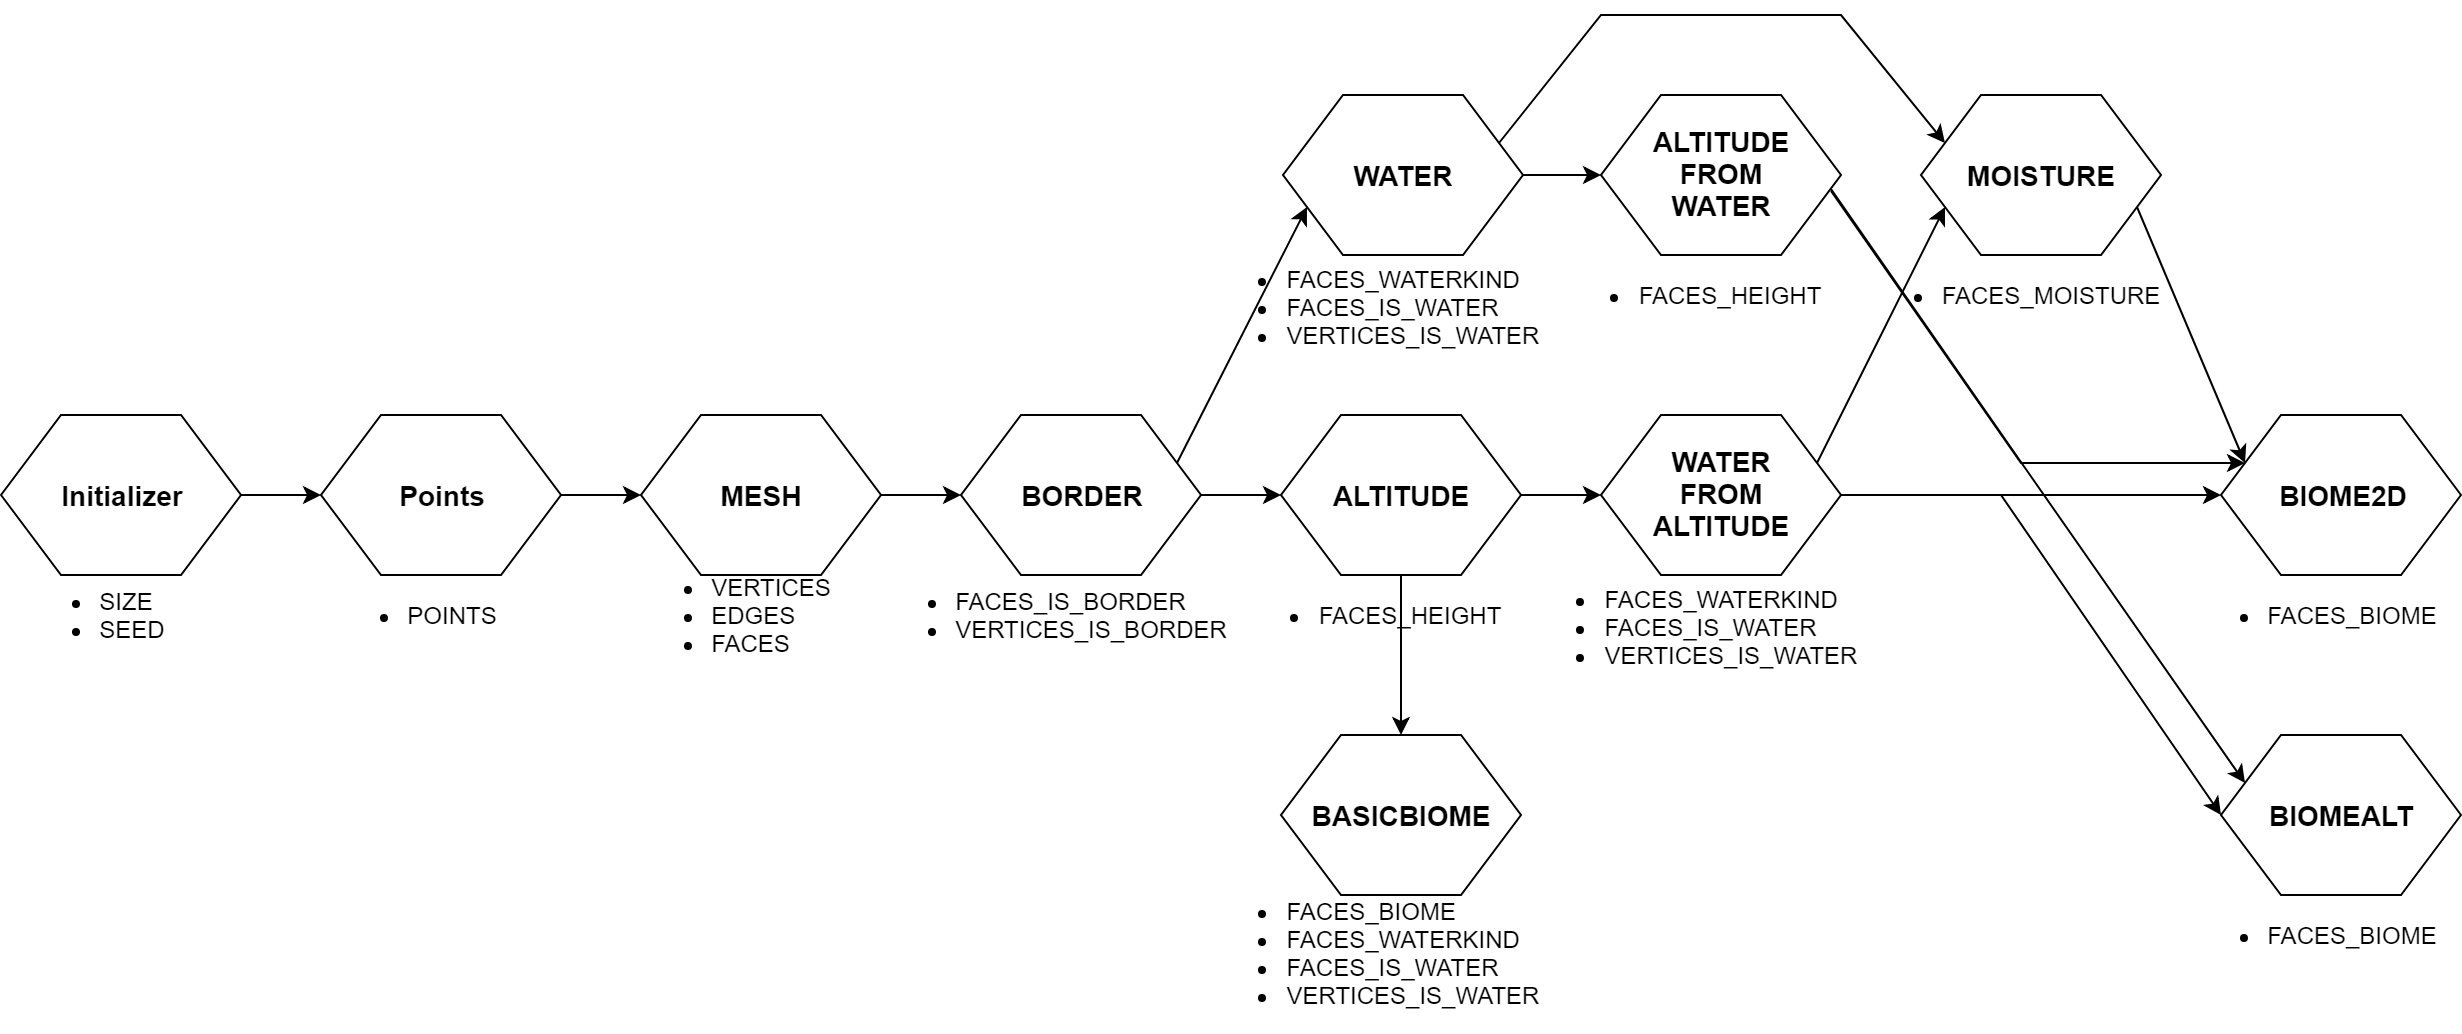 WATER
ALTITUDE
FROM
WATER
MOISTURE
FACES_WATERKIND
FACES_IS_WATER
VERTICES_IS_WATER
FACES_HEIGHT
FACES_MOISTURE
Initializer
SIZE
SEED
Points
POINTS
MESH
VERTICES
EDGES
FACES
BORDER
FACES_IS_BORDER
VERTICES_IS_BORDER
ALTITUDE
FACES_HEIGHT
WATER
FROM
ALTITUDE
FACES_WATERKIND
FACES_IS_WATER
VERTICES_IS_WATER
BIOME2D
FACES_BIOME
BASICBIOME
FACES_BIOME
FACES_WATERKIND
FACES_IS_WATER
VERTICES_IS_WATER
BIOMEALT
FACES_BIOME